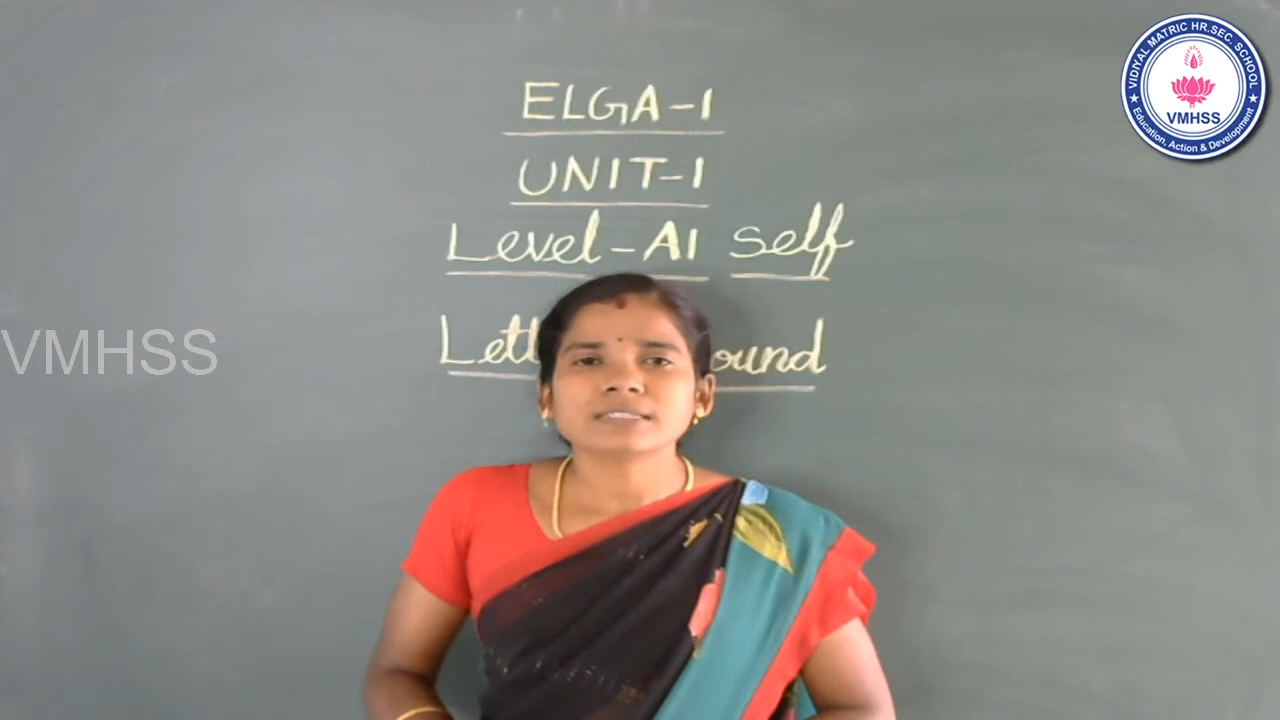 ELGA-1
UNIT-1
Level-A1 self
VIDIYAL MATRIC HR.SEC. SCHOOL
VMHSS
Education, Action & Development
VMHSS